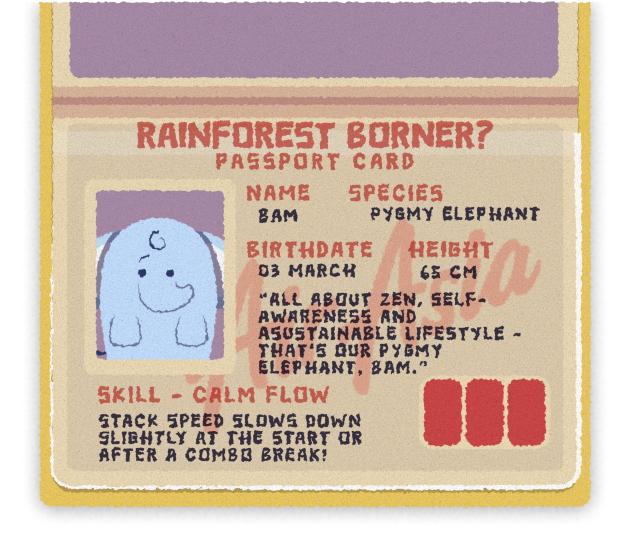 RAINFOREST BORNER?
PASSPORT CARD
NAME SPECIES
BAM PYGMY ELEPHANT
BIRTHDATE HEIGHT
03 MARCH 65 CM
"ALL ABOUT ZEN, SELF-
AWARENESS AND
ASUSTAINABLE LIFESTYLE -
THAT'S OUR PYGMY
ELEPHANT, BAM."
SKILL - CALM FLOW
STACK SPEED SLOWS DOWN
SLIGHTLY AT THE START OR
AFTER A COMBO BREAK!
Asia